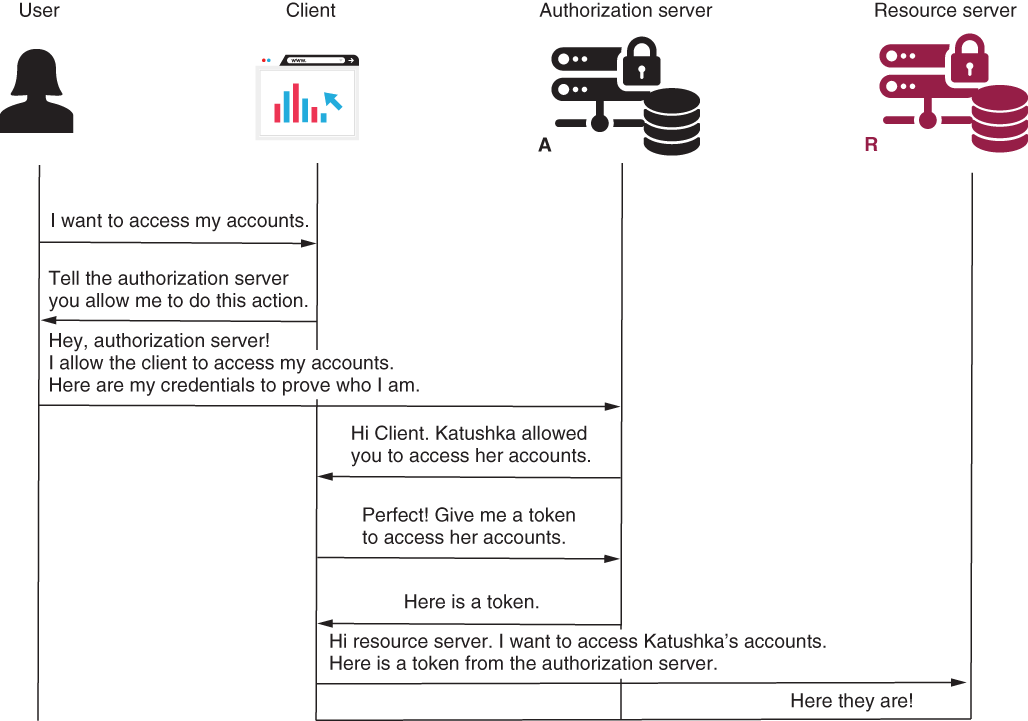 User
Client
Authorization server
Resource server
www.
A
R
I want to access my accounts.
Tell the authorization server
you allow me to do this action.
Hey, authorization server!
I allow the client to access my accounts.
Here are my credentials to prove who I am.
Hi Client. Katushka allowed
you to access her accounts.
Perfect! Give me a token
to access her accounts.
Here is a token.
Hi resource server. I want to access Katushka’s accounts.
Here is a token from the authorization server.
Here they are!